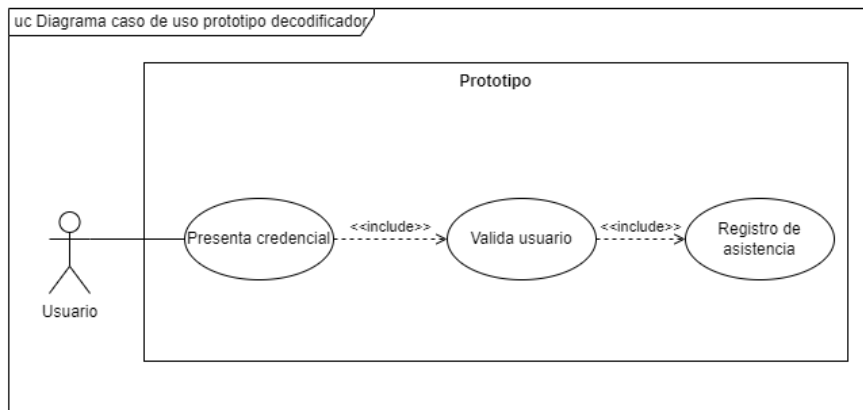 uc Diagrama caso de uso prototipo decodificador
Prototipo
Presenta credencial
<<include>>
Valida usuario
<<include>>
Registro de
asistencia
Usuario